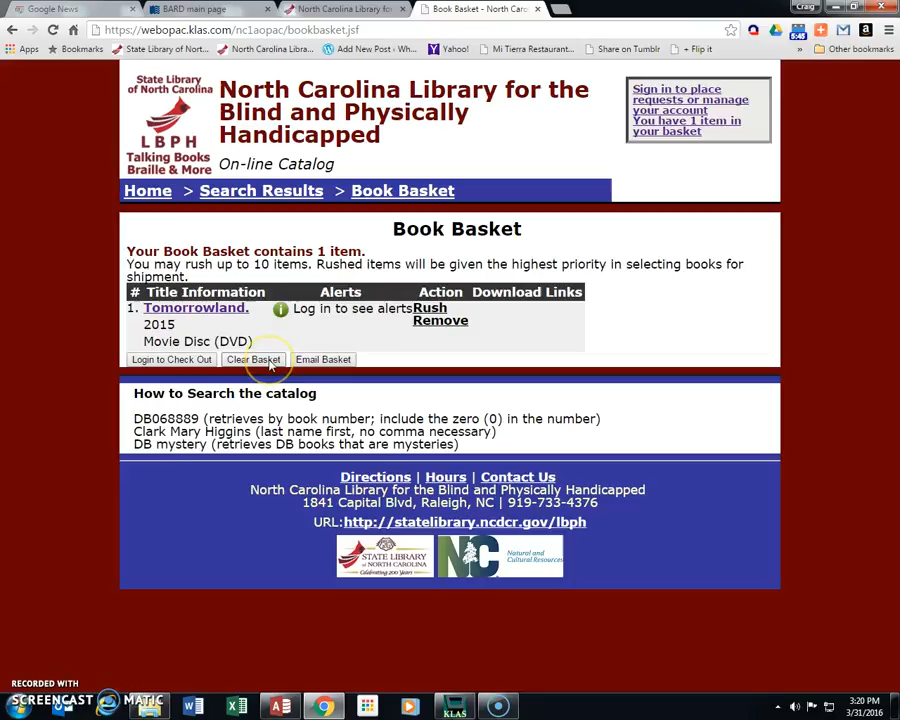 Google News
BARD main page
North Carolina Library for
Book Basket - North Caro
Craig
https://webopac.klas.com/nc1aopac/bookbasket.jsf
5:45
Apps
Bookmarks
State Library of Nort
North Carolina Libra
Add New Post ‹ Wor
Yahoo!
Mi Tierra Restauran
Share on Tumblr
+ Flip it
»
Other bookmarks
State Library
of North Carolina
LBPH
Talking Books
Braille & More
North Carolina Library for the
Blind and Physically
Handicapped
On-line Catalog
Sign in to place
requests or manage
your account
You have 1 item in
your basket
Home > Search Results > Book Basket
Book Basket
Your Book Basket contains 1 item.
You may rush up to 10 items. Rushed items will be given the highest priority in selecting books for
shipment.
# Title Information Alerts Action Download Links
1. Tomorrowland. Log in to see alerts Rush
Remove
2015
Movie Disc (DVD)
Login to Check Out Clear Basket Email Basket
How to Search the catalog
DB068889 (retrieves by book number; include the zero (0) in the number)
Clark Mary Higgins (last name first, no comma necessary)
DB mystery (retrieves DB books that are mysteries)
Directions | Hours | Contact Us
North Carolina Library for the Blind and Physically Handicapped
1841 Capital Blvd, Raleigh, NC | 919-733-4376
URL:http://statelibrary.ncdcr.gov/lbph
STATE LIBRARY
OF NORTH CAROLINA
Celebrating 200 Years
NC
Natural and
Cultural Resources
RECORDED WITH
SCREENCAST MATIC
KLAS
3:20 PM
3/31/2016